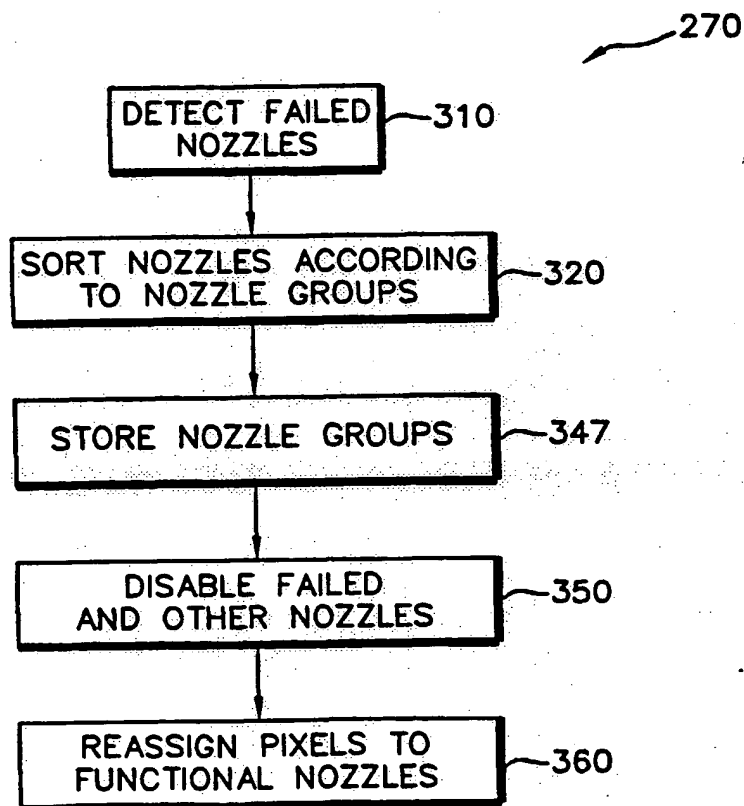 270
DETECT FAILED
NOZZLES
310
SORT NOZZLES ACCORDING
TO NOZZLE GROUPS
320
STORE NOZZLE GROUPS
347
DISABLE FAILED
AND OTHER NOZZLES
350
REASSIGN PIXELS TO
FUNCTIONAL NOZZLES
360